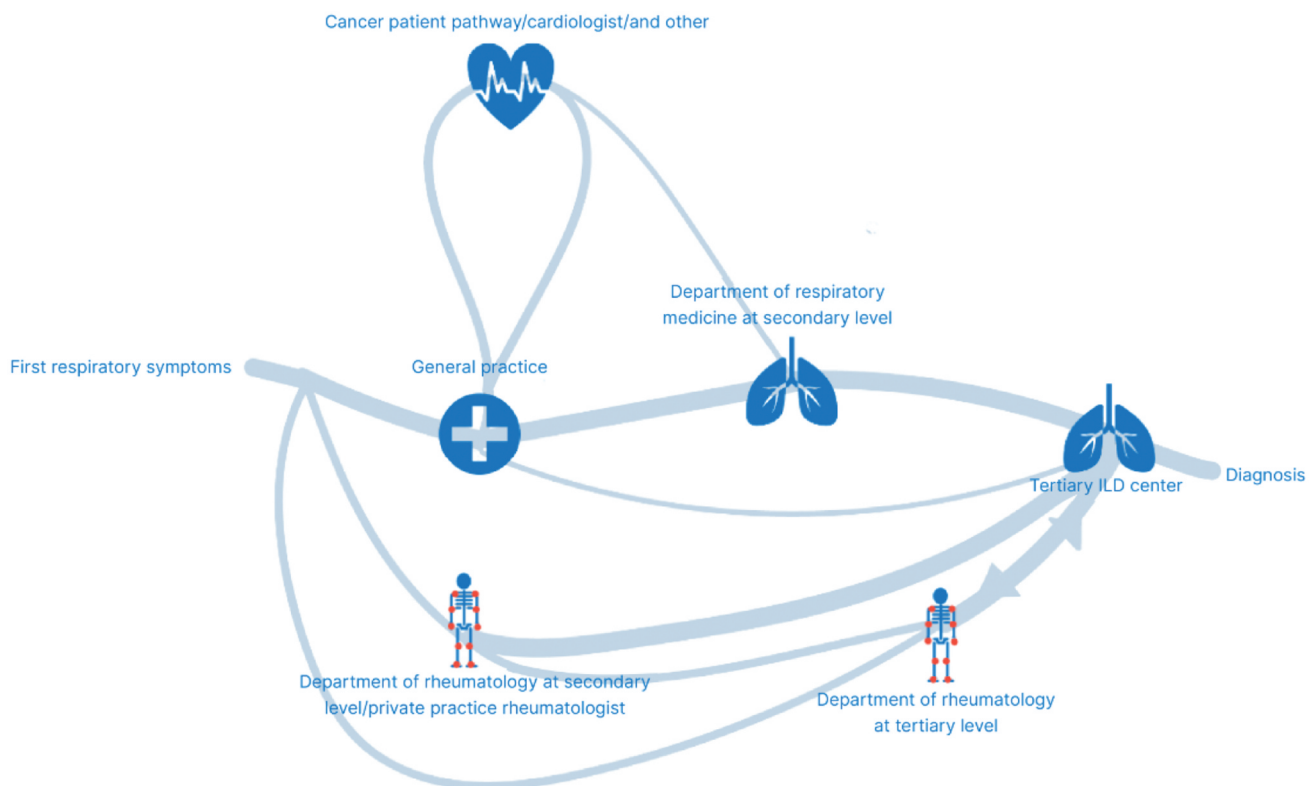 Cancer patient pathway/cardiologist/and other
Department of respiratory
medicine at secondary level
First respiratory symptoms
General practice
Diagnosis
Tertiary ILD center
Department of rheumatology at secondary
level/private practice rheumatologist
Department of rheumatology
at tertiary level